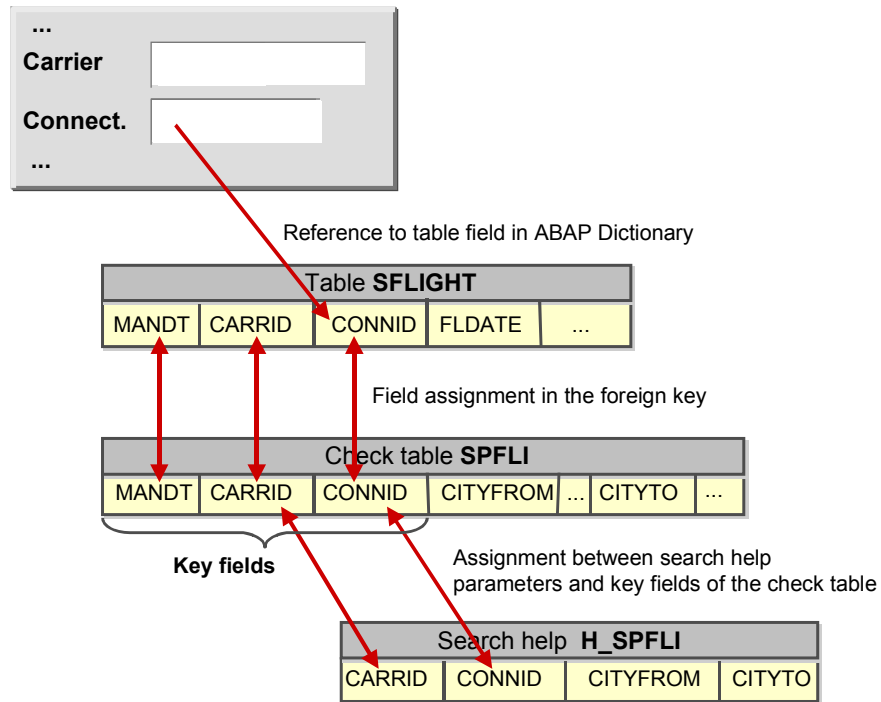 ...
Carrier
Connect.
...
Reference to table field in ABAP Dictionary
Table SFLIGHT
MANDT CARRID CONNID FLDATE ...
Field assignment in the foreign key
Check table SPFLI
MANDT CARRID CONNID CITYFROM ... CITYTO ...
Key fields
Assignment between search help
parameters and key fields of the check table
Search help H_SPFLI
CARRID CONNID CITYFROM CITYTO